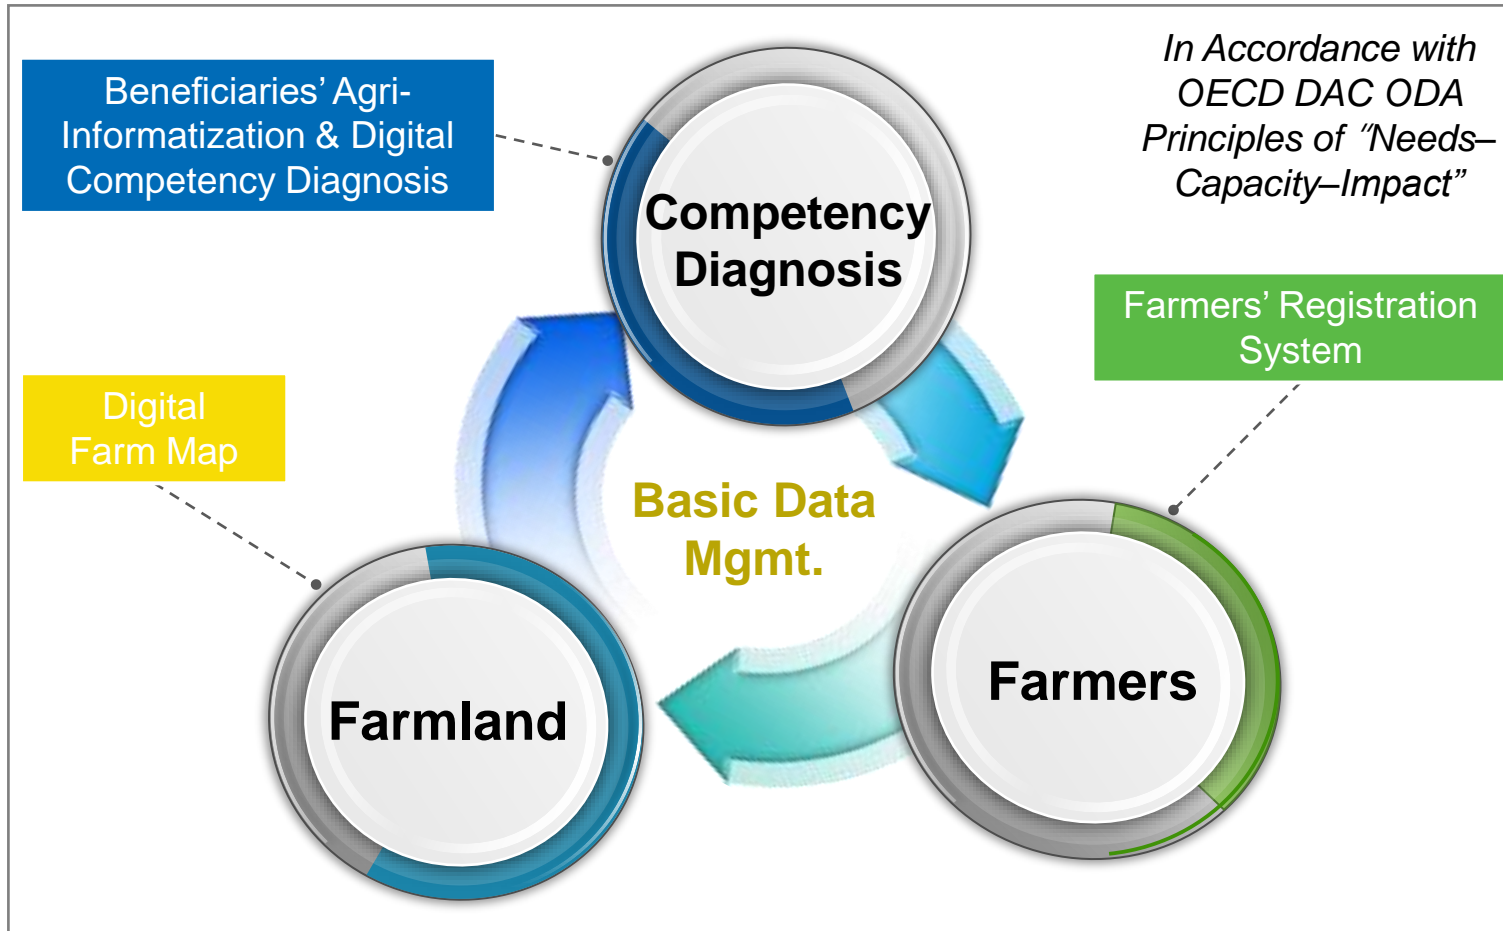 Beneficiaries’ Agri-
Informatization & Digital
Competency Diagnosis
In Accordance with
OECD DAC ODA
Principles of “Needs–
Capacity–Impact”
Competency
Diagnosis
Farmers’ Registration
System
Digital
Farm Map
Basic Data
Mgmt.
Farmers
Farmland